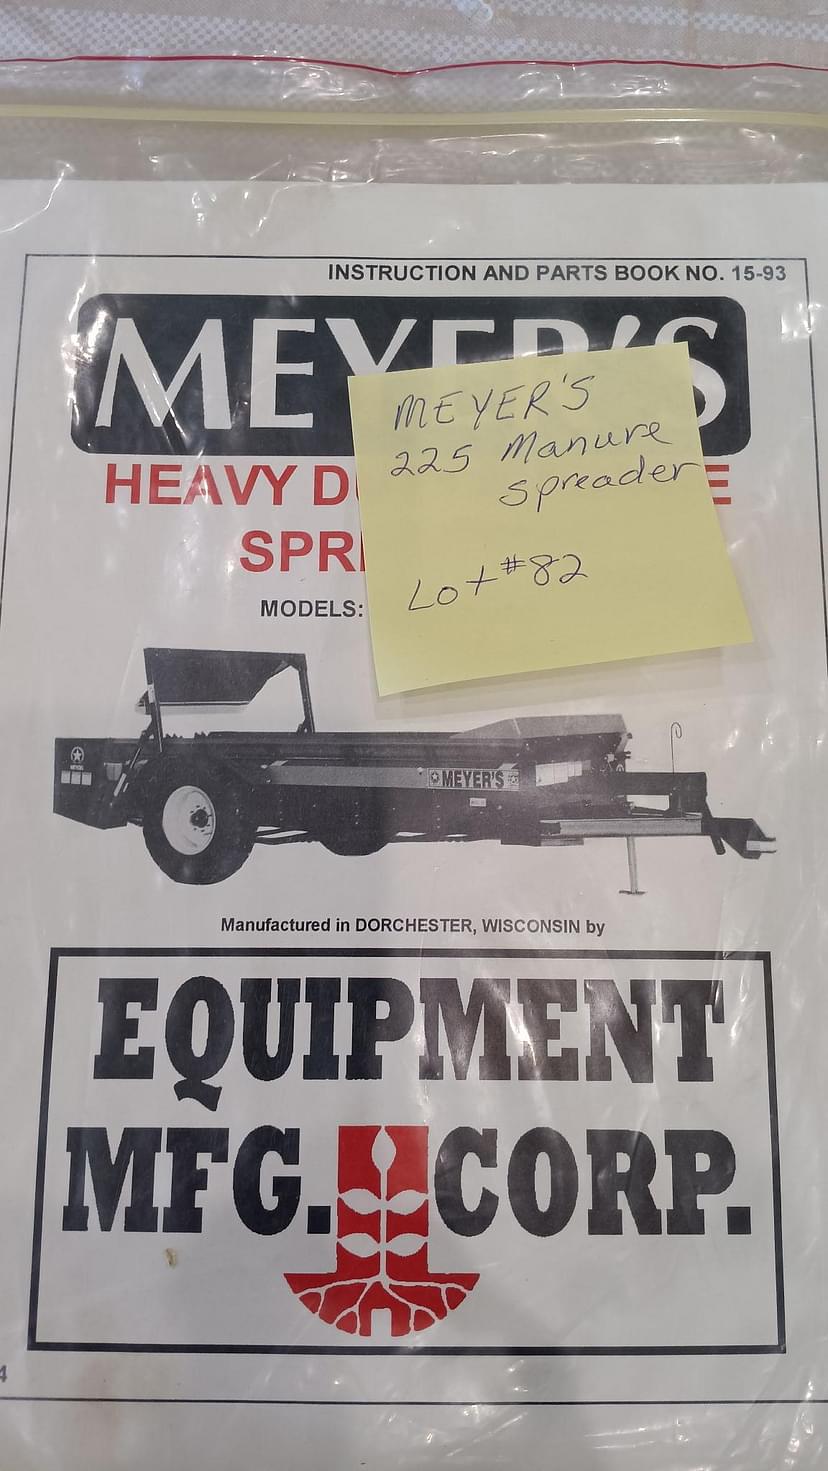 INSTRUCTION AND PARTS BOOK NO. 15-93
MEYER'S
HEAVY
MODELS:
MEYER'S
225 Manure
Spreader
Lot #82
MEYER'S
Manufactured in DORCHESTER, WISCONSIN by
EQUIPMENT
MFG. CORP.
4